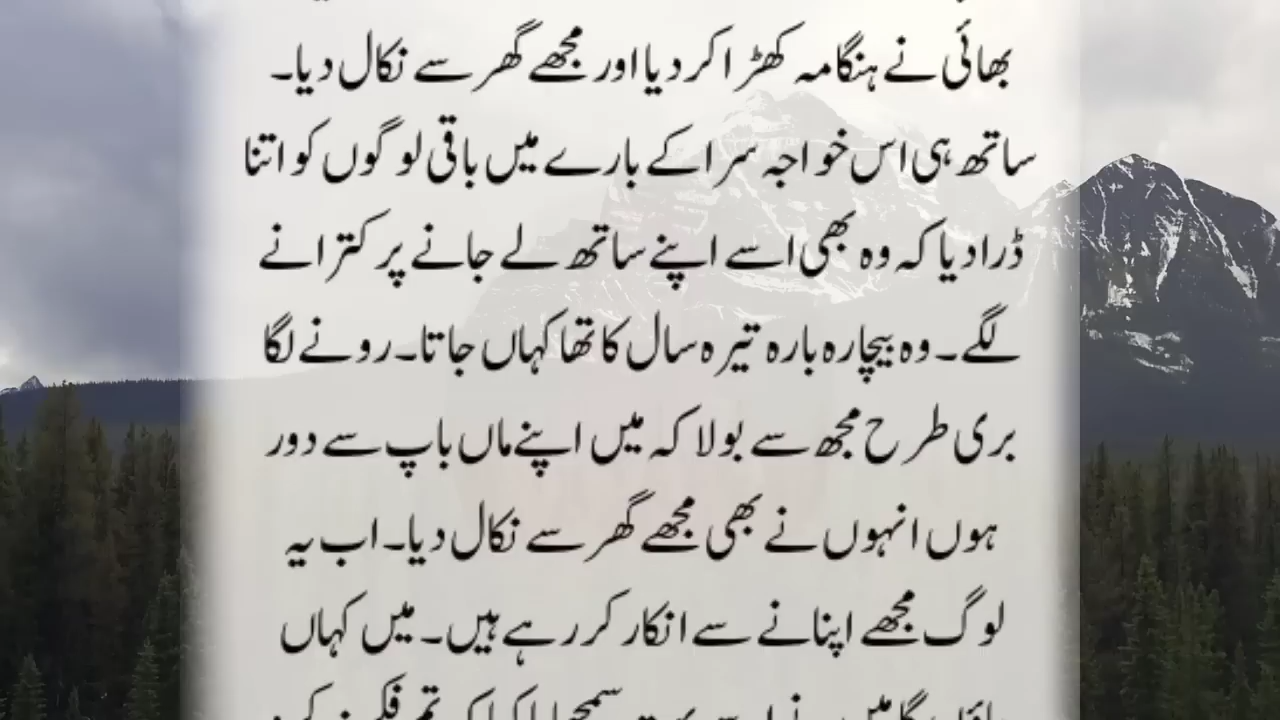 بھائی نے ہنگامہ کھڑا کر دیا اور مجھے گھر سے نکال دیا۔
ساتھ ہی اس خواجہ سرا کے بارے میں باقی لوگوں کو اتنا
ڈرا دیا کہ وہ بھی اسے اپنے ساتھ لے جانے پر کترانے
لگے۔ وہ بیچارہ بارہ تیرہ سال کا تھا کہاں جاتا۔ رونے لگا
بری طرح مجھ سے بولا کہ میں اپنے ماں باپ سے دور
ہوں انہوں نے بھی مجھے گھر سے نکال دیا۔ اب یہ
لوگ مجھے اپنانے سے انکار کر رہے ہیں۔ میں کہاں